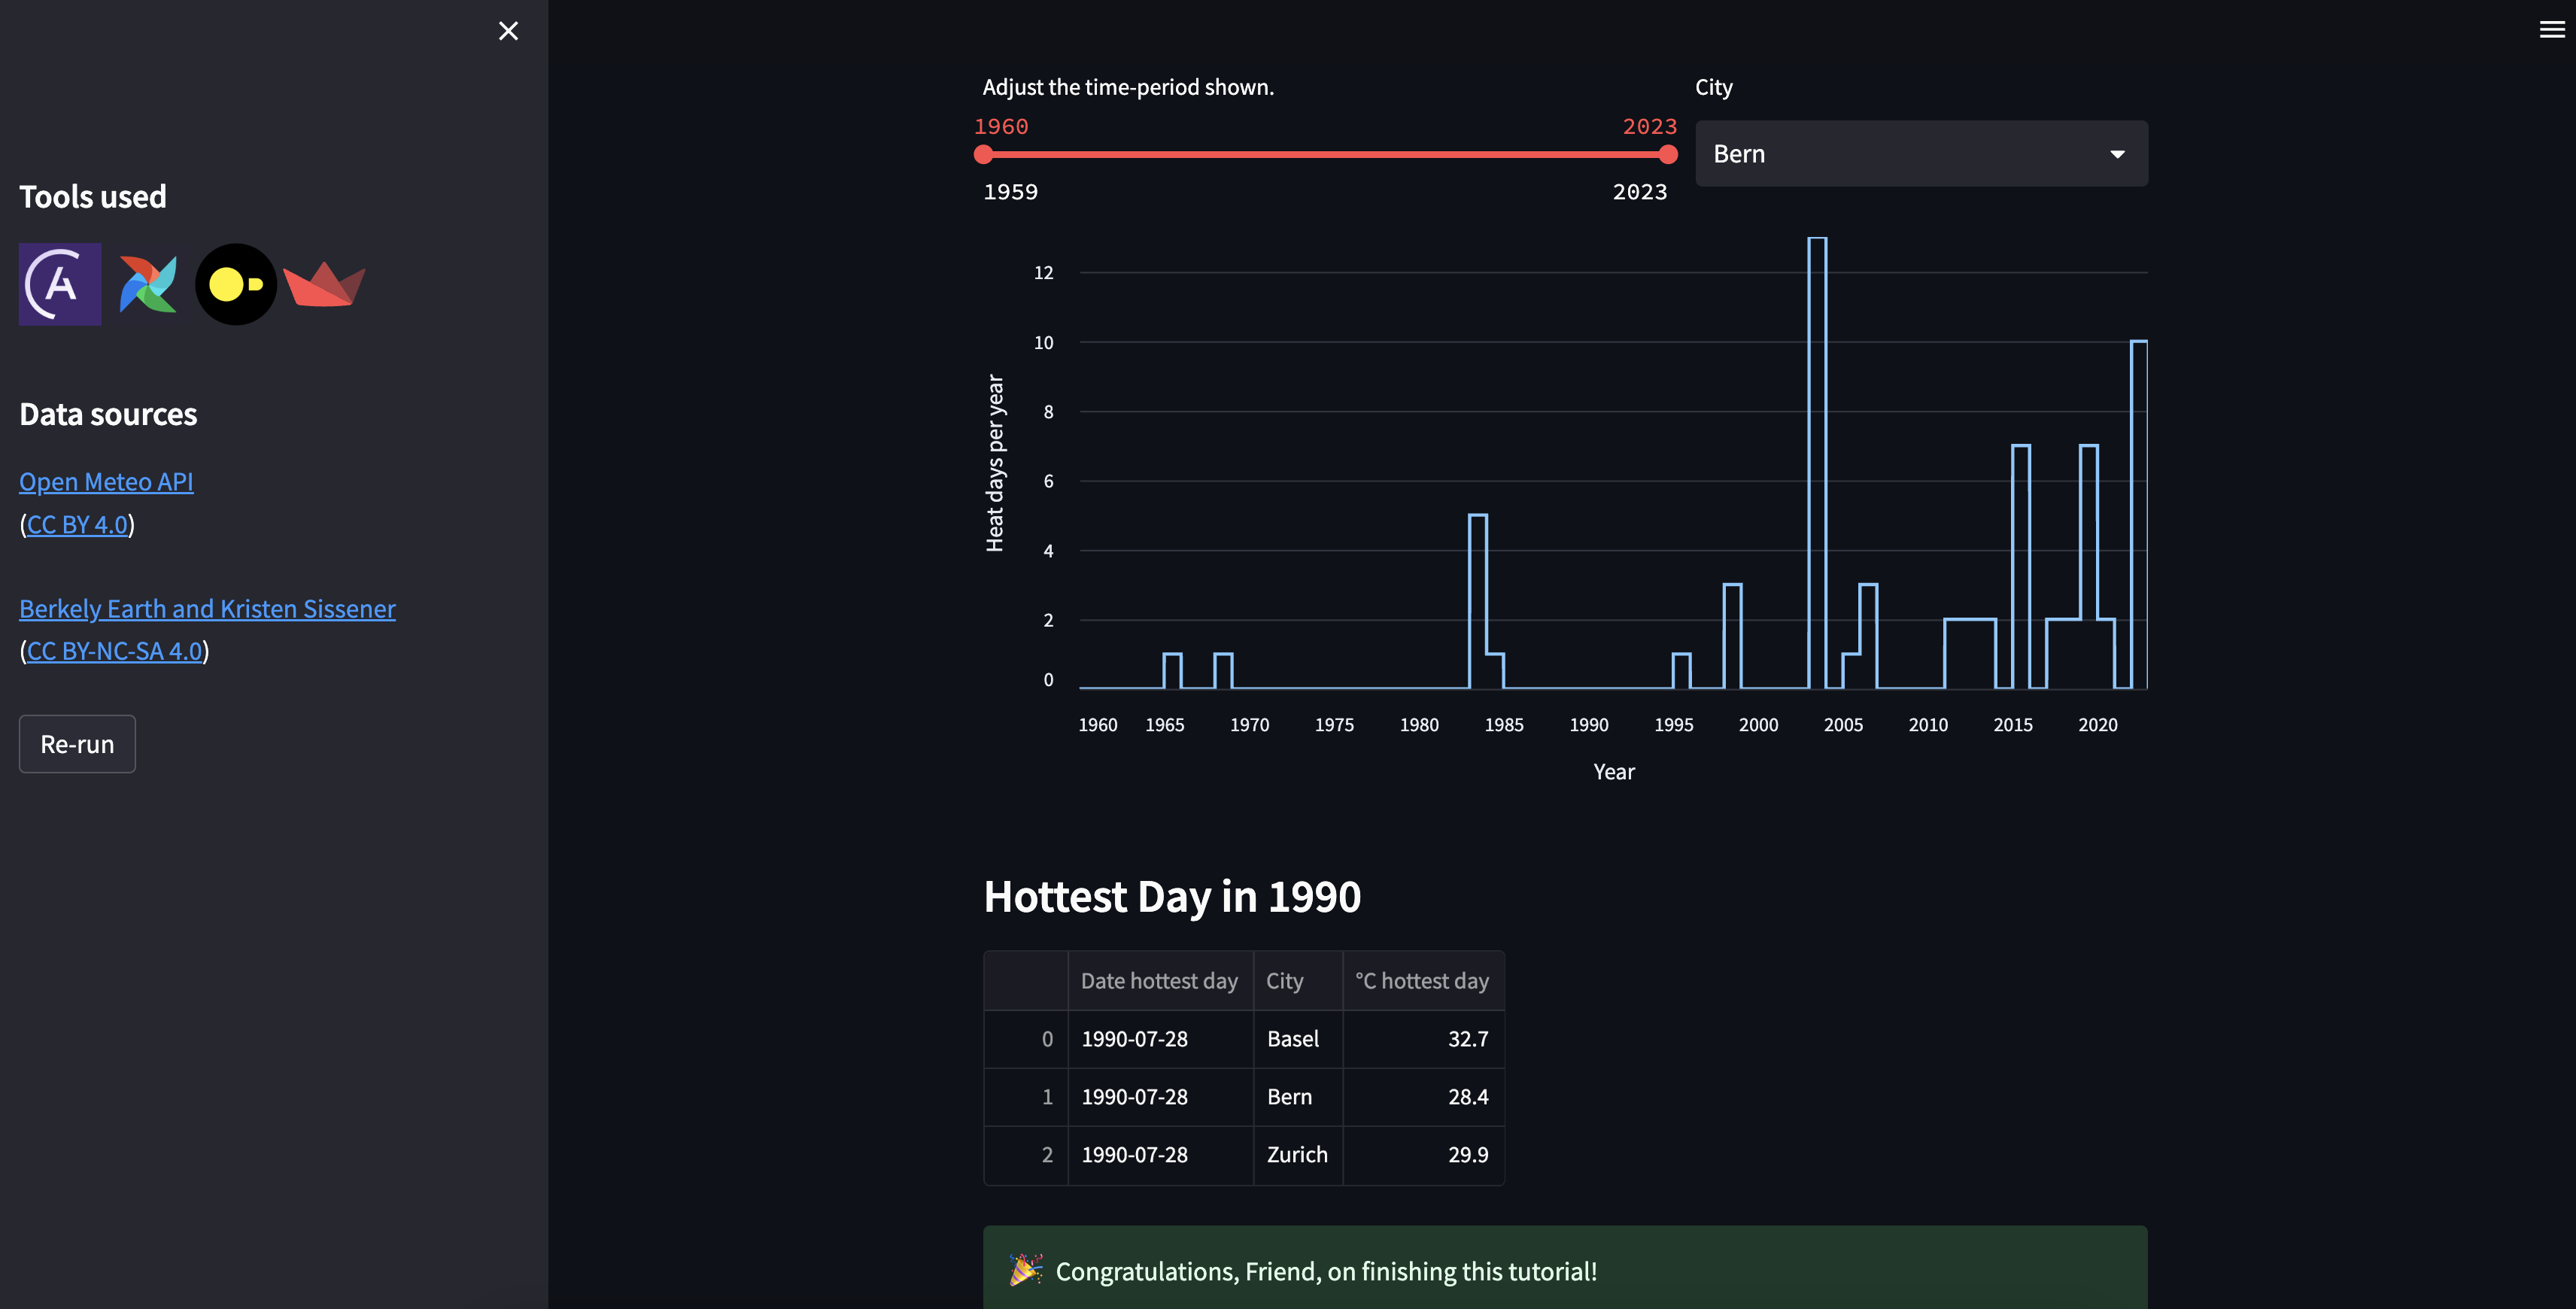 Tools used
Data sources
Open Meteo API
(CC BY 4.0)
Berkely Earth and Kristen Sissener
(CC BY-NC-SA 4.0)
Re-run
Adjust the time-period shown.
1960 2023
1959 2023
City
Bern
Heat days per year
12
10
8
6
4
2
0
1960 1965 1970 1975 1980 1985 1990 1995 2000 2005 2010 2015 2020
Year
Hottest Day in 1990
Date hottest day City °C hottest day
0 1990-07-28 Basel 32.7
1 1990-07-28 Bern 28.4
2 1990-07-28 Zurich 29.9
🎉 Congratulations, Friend, on finishing this tutorial!